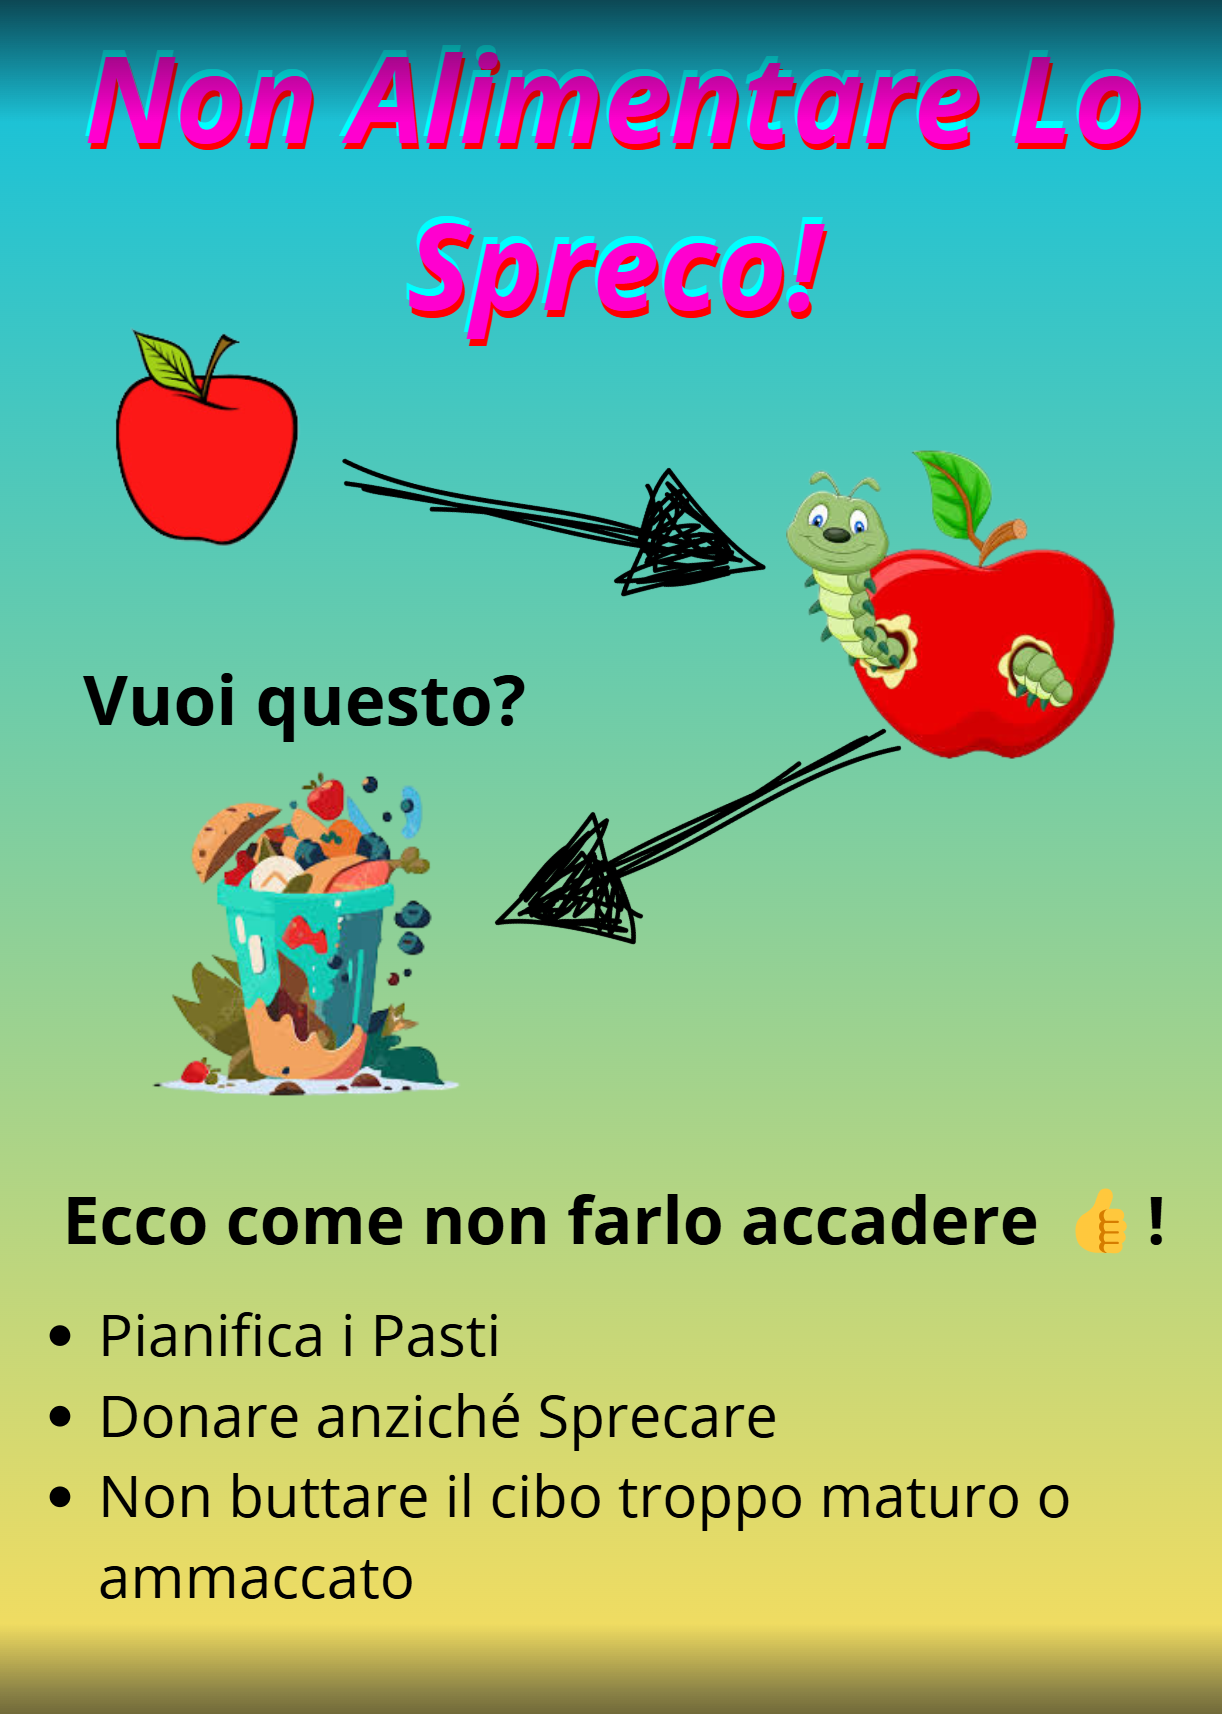 Non Alimentare Lo
Spreco!
Vuoi questo?
Ecco come non farlo accadere 👍!
• Pianifica i Pasti
• Donare anziché Sprecare
• Non buttare il cibo troppo maturo o
ammaccato